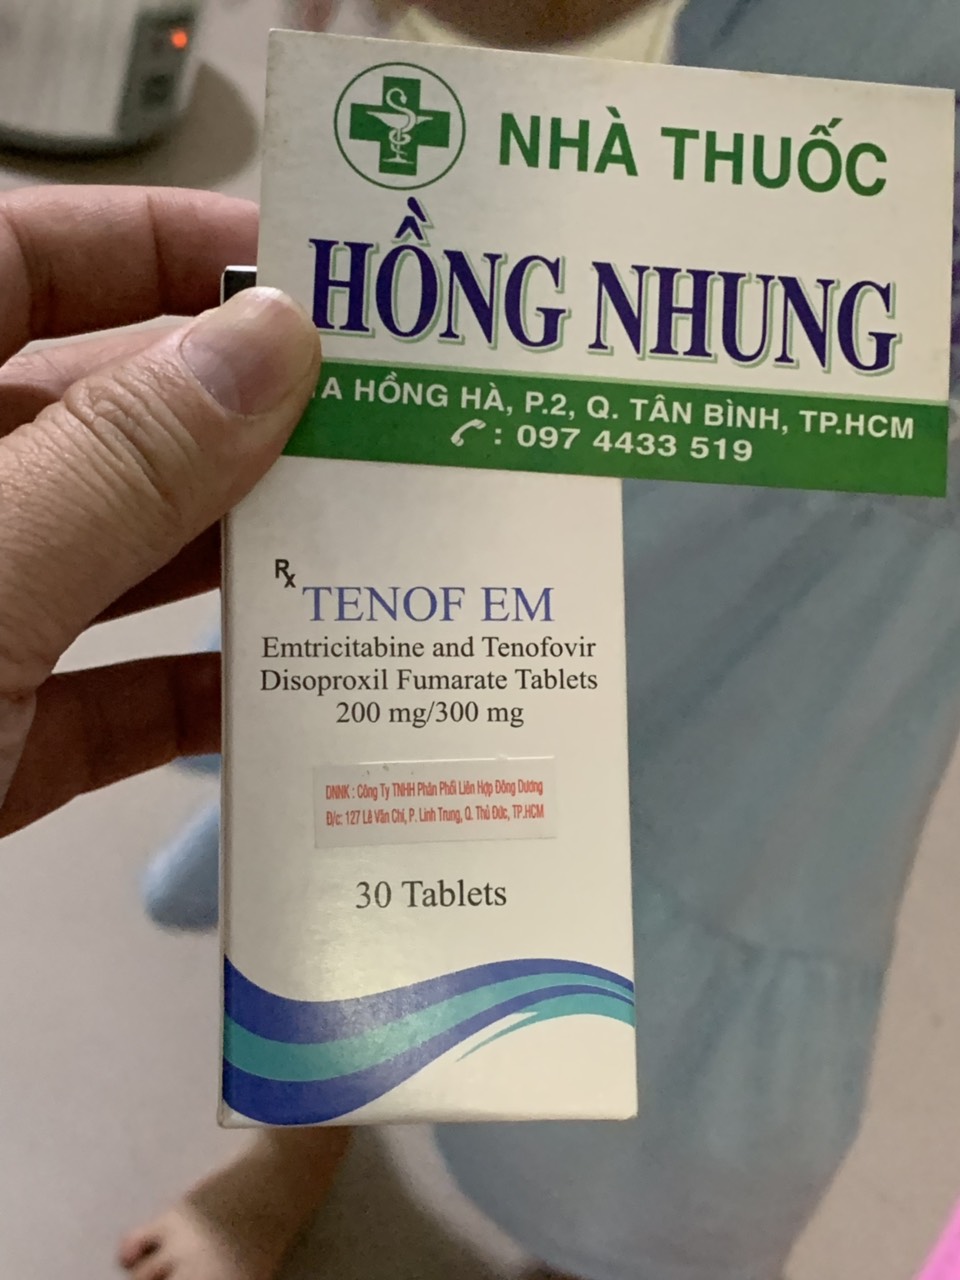 NHÀ THUỐC
HỒNG NHUNG
A HỒNG HÀ, P.2, Q. TÂN BÌNH, TP.HCM
: 097 4433 519
Rx
TENOF EM
Emtricitabine and Tenofovir
Disoproxil Fumarate Tablets
200 mg/300 mg
DNNK : Công Ty TNHH Phân Phối Liên Hợp Đông Dương
Đ/c: 127 Lê Văn Chí, P. Linh Trung, Q. Thủ Đức, TP.HCM
30 Tablets